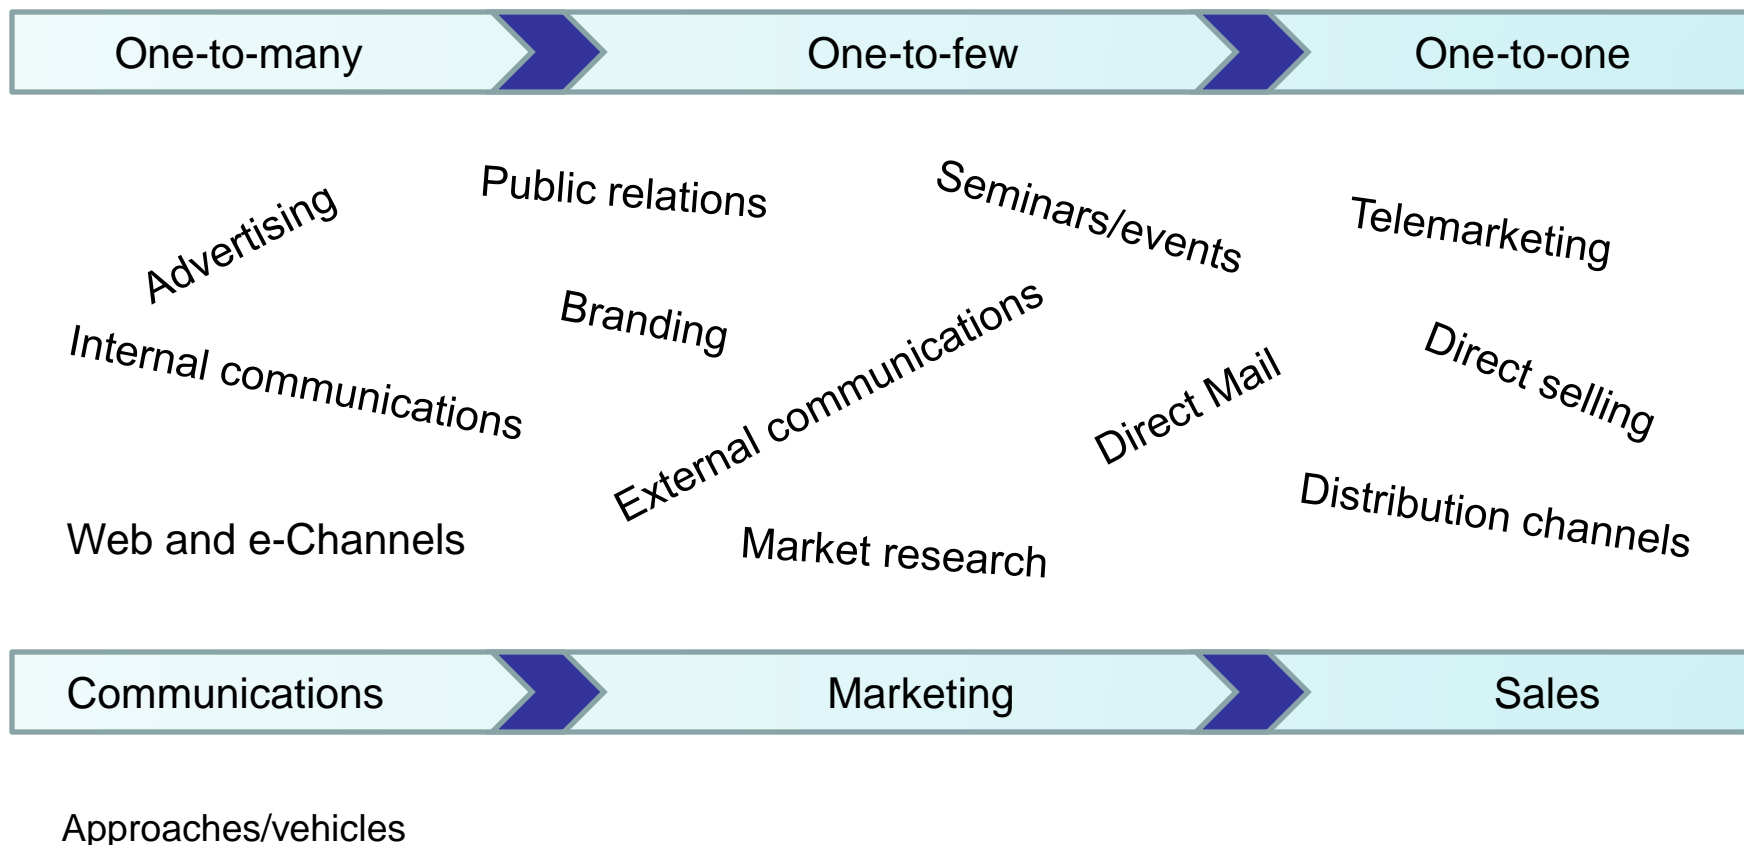 One-to-many
One-to-few
One-to-one
Advertising
Public relations
Seminars/events
Telemarketing
Internal communications
Branding
External communications
Direct Mail
Direct selling
Web and e-Channels
Market research
Distribution channels
Communications
Marketing
Sales
Approaches/vehicles